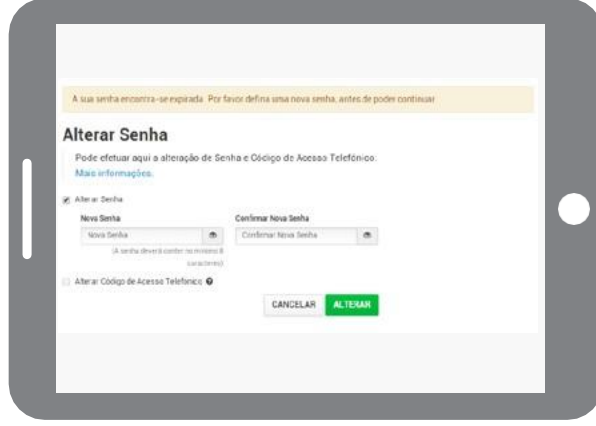 A sua senha encontra-se expirada. Por favor defina uma nova senha, antes de poder continuar
Alterar Senha
Pode efetuar aqui a alteração de Senha e Código de Acesso Telefónico.
Mais informações.
Alterar Senha
Nova Senha Confirmar Nova Senha
Nova Senha Confirmar Nova Senha
(A senha deverá conter no mínimo 8
caracteres)
Alterar Código de Acesso Telefónico
CANCELAR ALTERAR